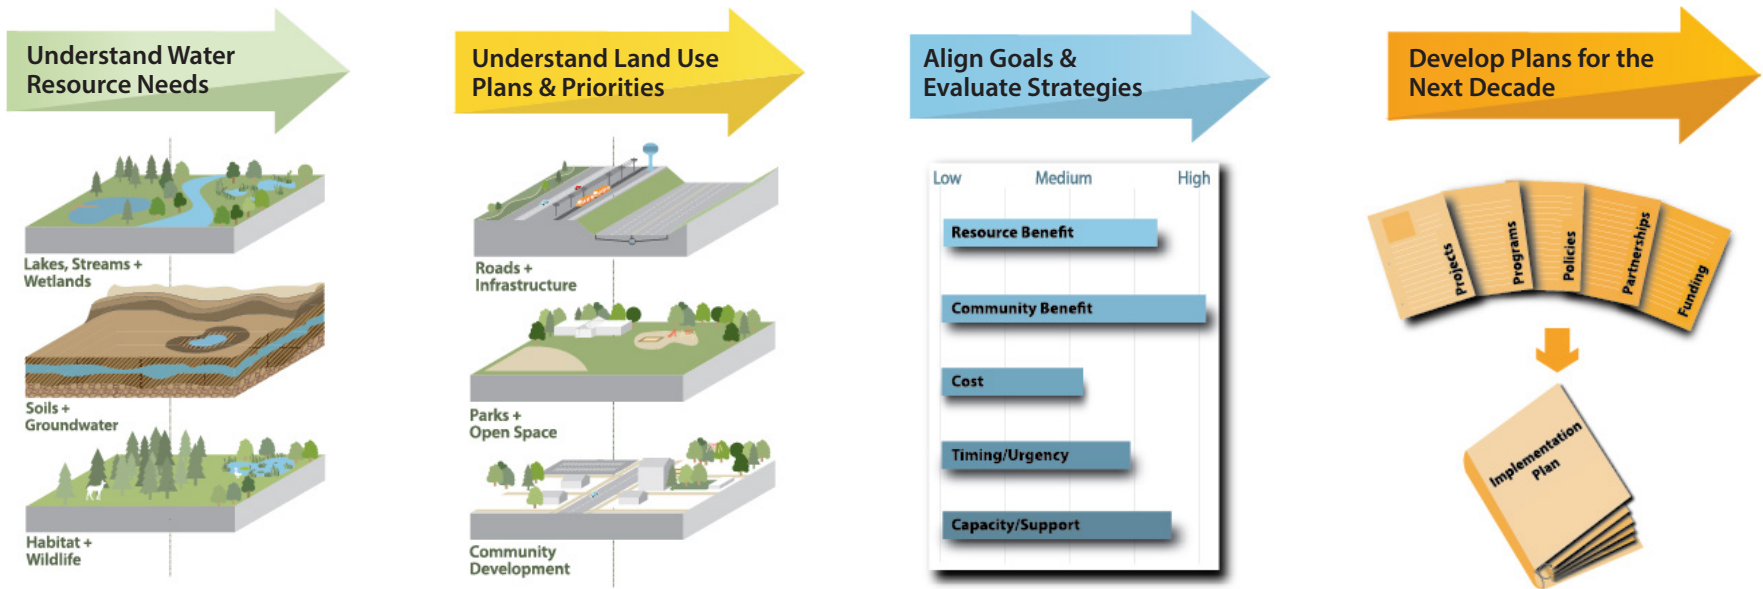 Understand Water
Resource Needs
Lakes, Streams +
Wetlands
Soils +
Groundwater
Habitat +
Wildlife
Understand Land Use
Plans & Priorities
Roads +
Infrastructure
Parks +
Open Space
Community
Development
Align Goals &
Evaluate Strategies
Low Medium High
Resource Benefit
Community Benefit
Cost
Timing/Urgency
Capacity/Support
Develop Plans for the
Next Decade
Projects
Programs
Policies
Partnerships
Funding
Implementation
Plan